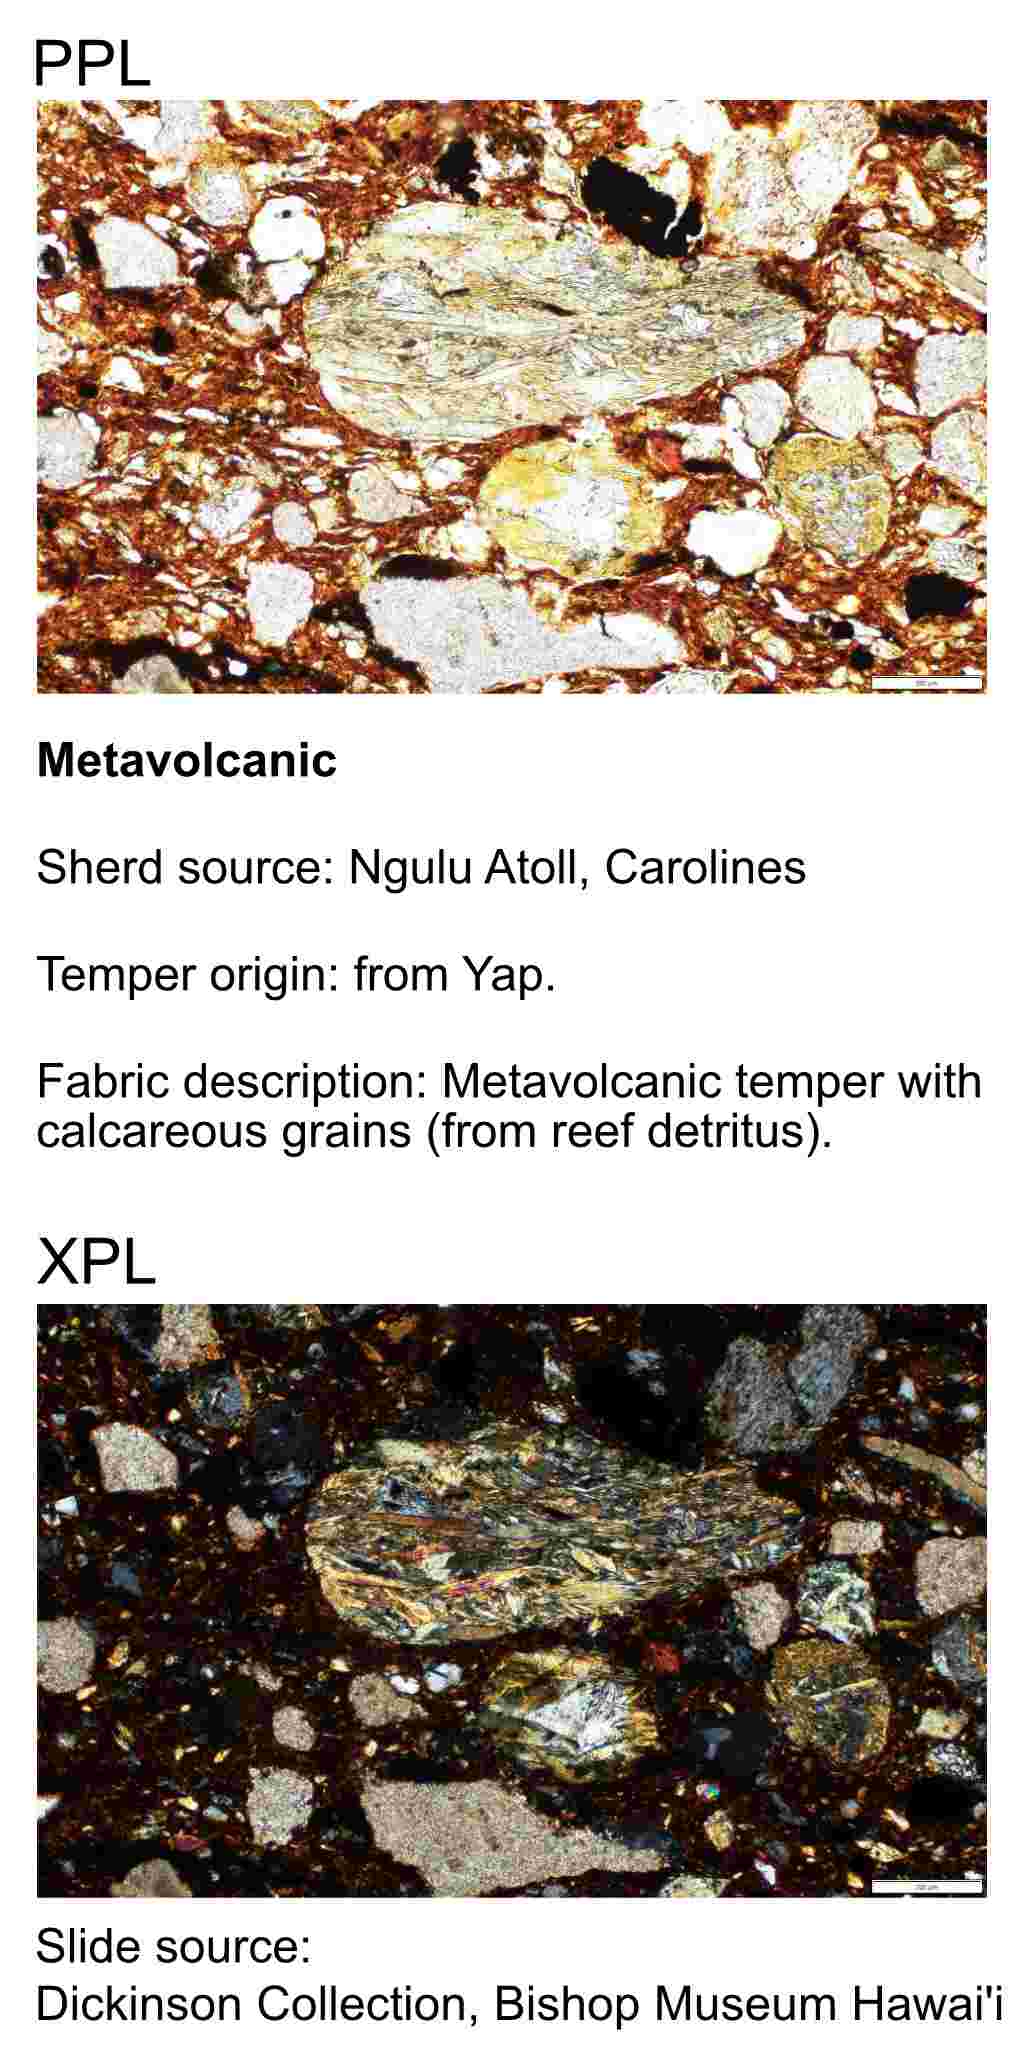 PPL
Metavolcanic
Sherd source: Ngulu Atoll, Carolines
Temper origin: from Yap.
Fabric description: Metavolcanic temper with
calcareous grains (from reef detritus).
XPL
Slide source:
Dickinson Collection, Bishop Museum Hawai'i